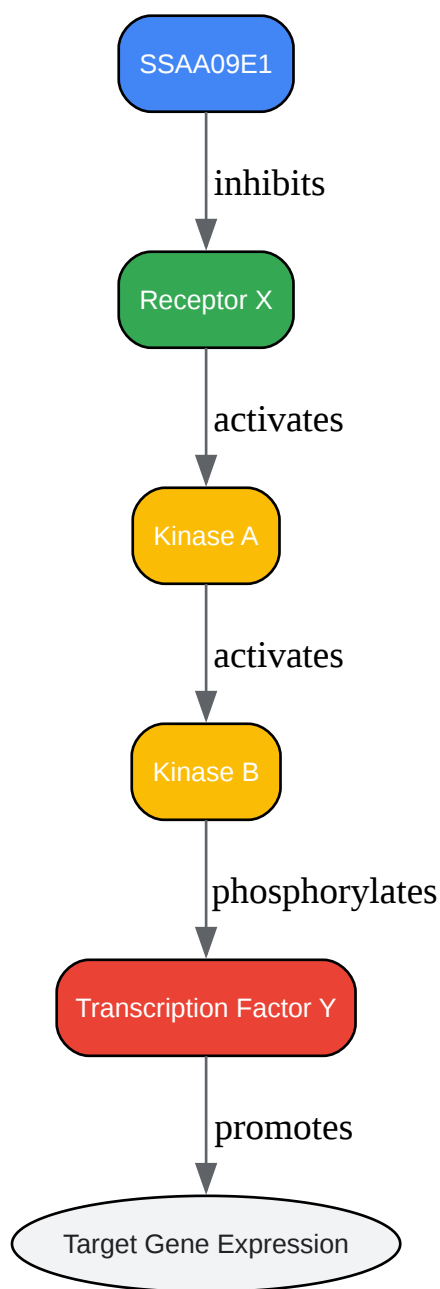 SSAA09E1
inhibits
Receptor X
activates
Kinase A
activates
Kinase B
phosphorylates
Transcription Factor Y
promotes
Target Gene Expression